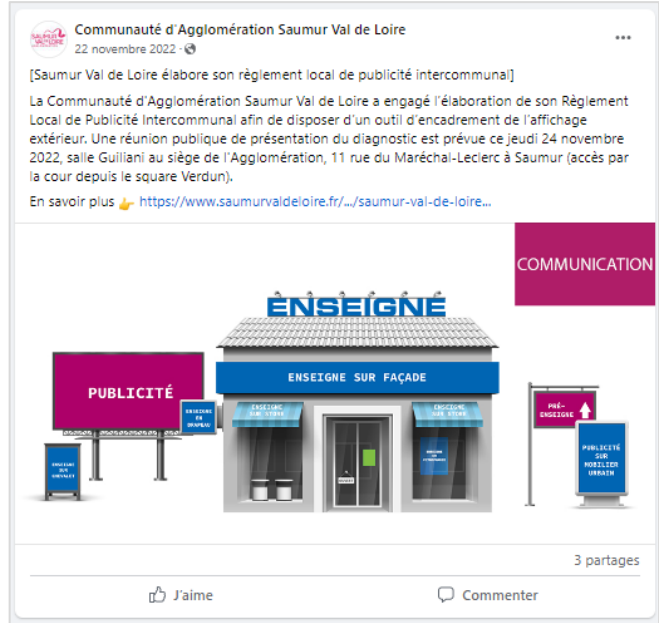 Communauté d'Agglomération Saumur Val de Loire
22 novembre 2022 ·
[Saumur Val de Loire élabore son règlement local de publicité intercommunal]
La Communauté d'Agglomération Saumur Val de Loire a engagé l'élaboration de son Règlement
Local de Publicité Intercommunal afin de disposer d'un outil d'encadrement de l'affichage
extérieur. Une réunion publique de présentation du diagnostic est prévue ce jeudi 24 novembre
2022, salle Guiliani au siège de l'Agglomération, 11 rue du Maréchal-Leclerc à Saumur (accès par
la cour depuis le square Verdun).
En savoir plus 👉 https://www.saumurvaldeloire.fr/.../saumur-val-de-loire...
COMMUNICATION
ENSEIGNE
ENSEIGNE SUR FAÇADE
PUBLICITÉ
ENSEIGNE
EN
DRAPEAU
ENSEIGNE
SUR STORE
ENSEIGNE
SUR STORE
PRÉ-
ENSEIGNE
ENSEIGNE
SUR
CHEVALET
PUBLICITÉ
SUR
MOBILIER
URBAIN
3 partages
J'aime
Commenter